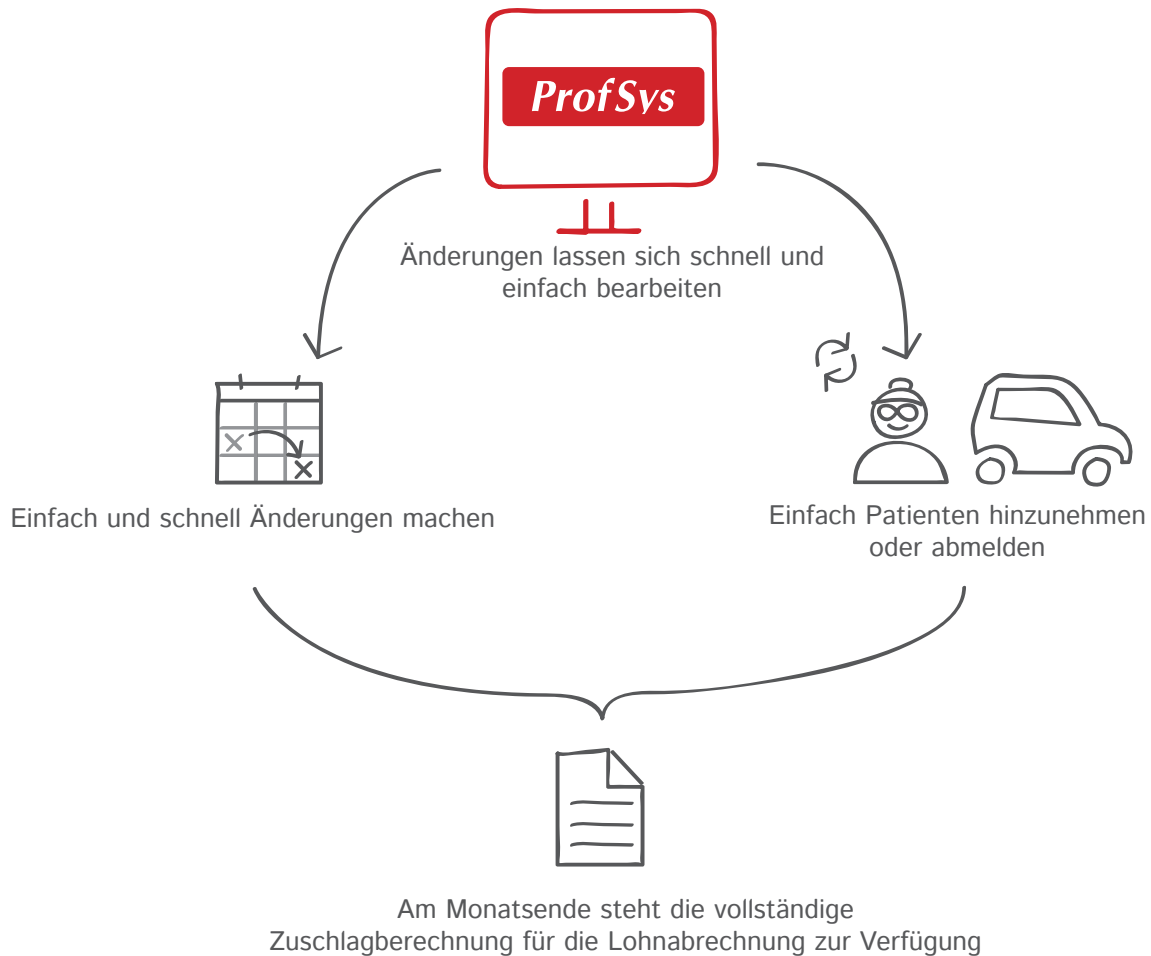 ProfSys
Änderungen lassen sich schnell und
einfach bearbeiten
Einfach und schnell Änderungen machen
Einfach Patienten hinzunehmen
oder abmelden
Am Monatsende steht die vollständige
Zuschlagberechnung für die Lohnabrechnung zur Verfügung